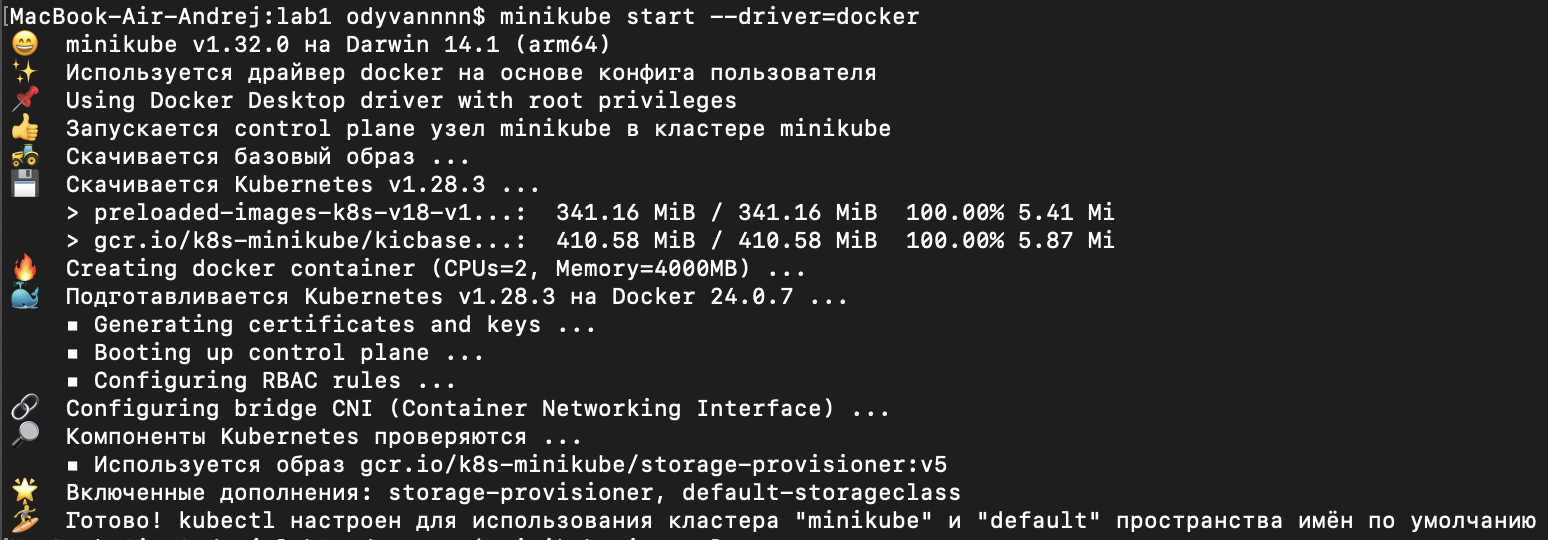 [MacBook-Air-Andrej:lab1 odyvannnn$ minikube start --driver=docker
😄 minikube v1.32.0 на Darwin 14.1 (arm64)
✨ Используется драйвер docker на основе конфига пользователя
📌 Using Docker Desktop driver with root privileges
👍 Запускается control plane узел minikube в кластере minikube
🚜 Скачивается базовый образ ...
💾 Скачивается Kubernetes v1.28.3 ...
> preloaded-images-k8s-v18-v1...: 341.16 MiB / 341.16 MiB 100.00% 5.41 Mi
> gcr.io/k8s-minikube/kicbase...: 410.58 MiB / 410.58 MiB 100.00% 5.87 Mi
🔥 Creating docker container (CPUs=2, Memory=4000MB) ...
🐳 Подготавливается Kubernetes v1.28.3 на Docker 24.0.7 ...
▪ Generating certificates and keys ...
▪ Booting up control plane ...
▪ Configuring RBAC rules ...
🔗 Configuring bridge CNI (Container Networking Interface) ...
🔎 Компоненты Kubernetes проверяются ...
▪ Используется образ gcr.io/k8s-minikube/storage-provisioner:v5
🌟 Включенные дополнения: storage-provisioner, default-storageclass
🏄 Готово! kubectl настроен для использования кластера "minikube" и "default" пространства имён по умолчанию